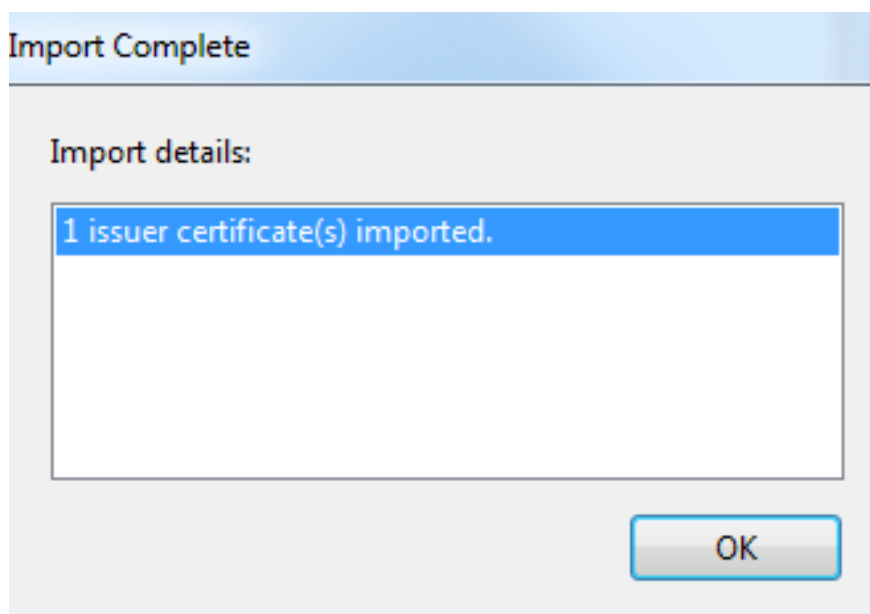 Import Complete
Import details:
1 issuer certificate(s) imported.
OK